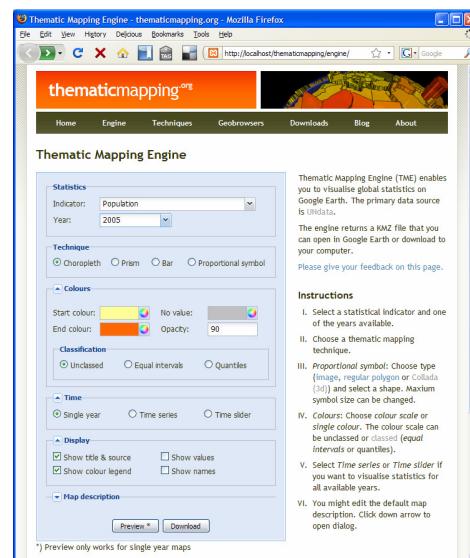 Thematic Mapping Engine - thematicmapping.org - Mozilla Firefox
File Edit View History Delicious Bookmarks Tools Help
http://localhost/thematicmapping/engine/
Google
thematicmapping.org
Home Engine Techniques Geobrowsers Downloads Blog About
Thematic Mapping Engine
Statistics
Indicator: Population
Year: 2005
Technique
Choropleth Prism Bar Proportional symbol
Colours
Start colour: No value:
End colour: Opacity: 90
Classification
Unclassed Equal intervals Quantiles
Time
Single year Time series Time slider
Display
Show title & source Show values
Show colour legend Show names
Map description
Preview * Download
*) Preview only works for single year maps
Thematic Mapping Engine (TME) enables
you to visualise global statistics on
Google Earth. The primary data source
is UNdata.
The engine returns a KMZ file that you
can open in Google Earth or download to
your computer.
Please give your feedback on this page.
Instructions
I. Select a statistical indicator and one
of the years available.
II. Choose a thematic mapping
technique.
III. Proportional symbol: Choose type
(image, regular polygon or Collada
(3d)) and select a shape. Maxium
symbol size can be changed.
IV. Colours: Choose colour scale or
single colour. The colour scale can
be unclassed or classed (equal
intervals or quantiles).
V. Select Time series or Time slider if
you want to visualise statistics for
all available years.
VI. You might edit the default map
description. Click down arrow to
open dialog.